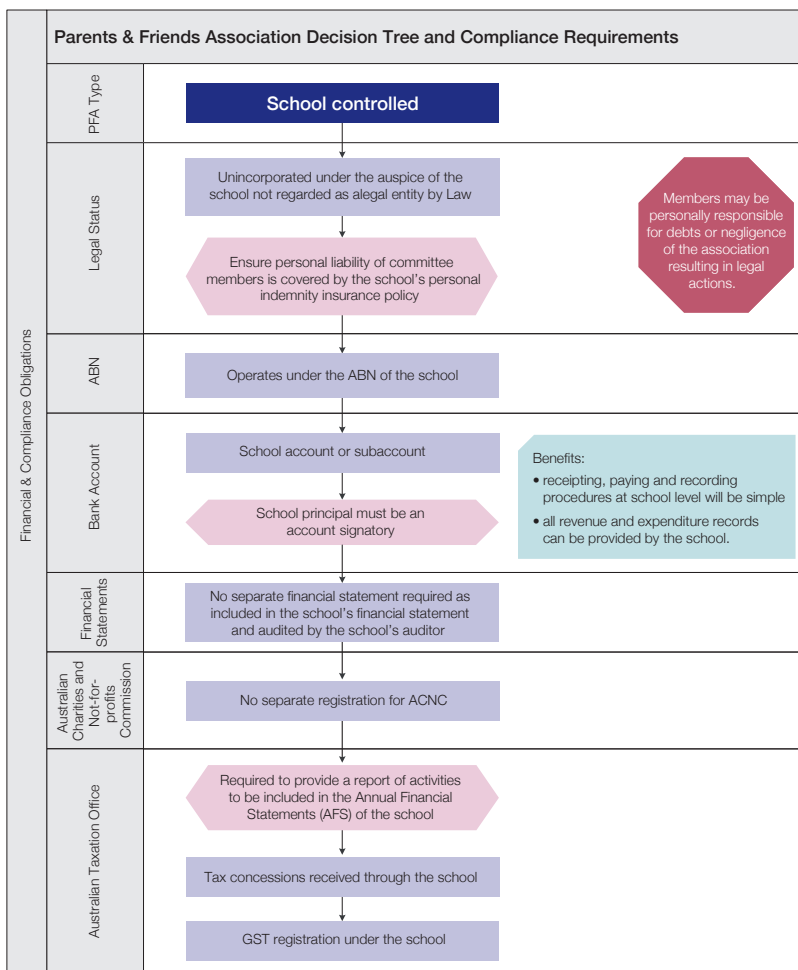 Parents & Friends Association Decision Tree and Compliance Requirements
Financial & Compliance Obligations
PFA Type
School controlled
Legal Status
Unincorporated under the auspice of the
school not regarded as alegal entity by Law
Ensure personal liability of committee
members is covered by the school's personal
indemnity insurance policy
Members may be
personally responsible
for debts or negligence
of the association
resulting in legal
actions.
ABN
Operates under the ABN of the school
Bank Account
School account or subaccount
School principal must be an
account signatory
Benefits:
• receipting, paying and recording
procedures at school level will be simple
• all revenue and expenditure records
can be provided by the school.
Financial
Statements
No separate financial statement required as
included in the school's financial statement
and audited by the school's auditor
Australian
Charities and
Not-for-
profits
Commission
No separate registration for ACNC
Australian Taxation Office
Required to provide a report of activities
to be included in the Annual Financial
Statements (AFS) of the school
Tax concessions received through the school
GST registration under the school